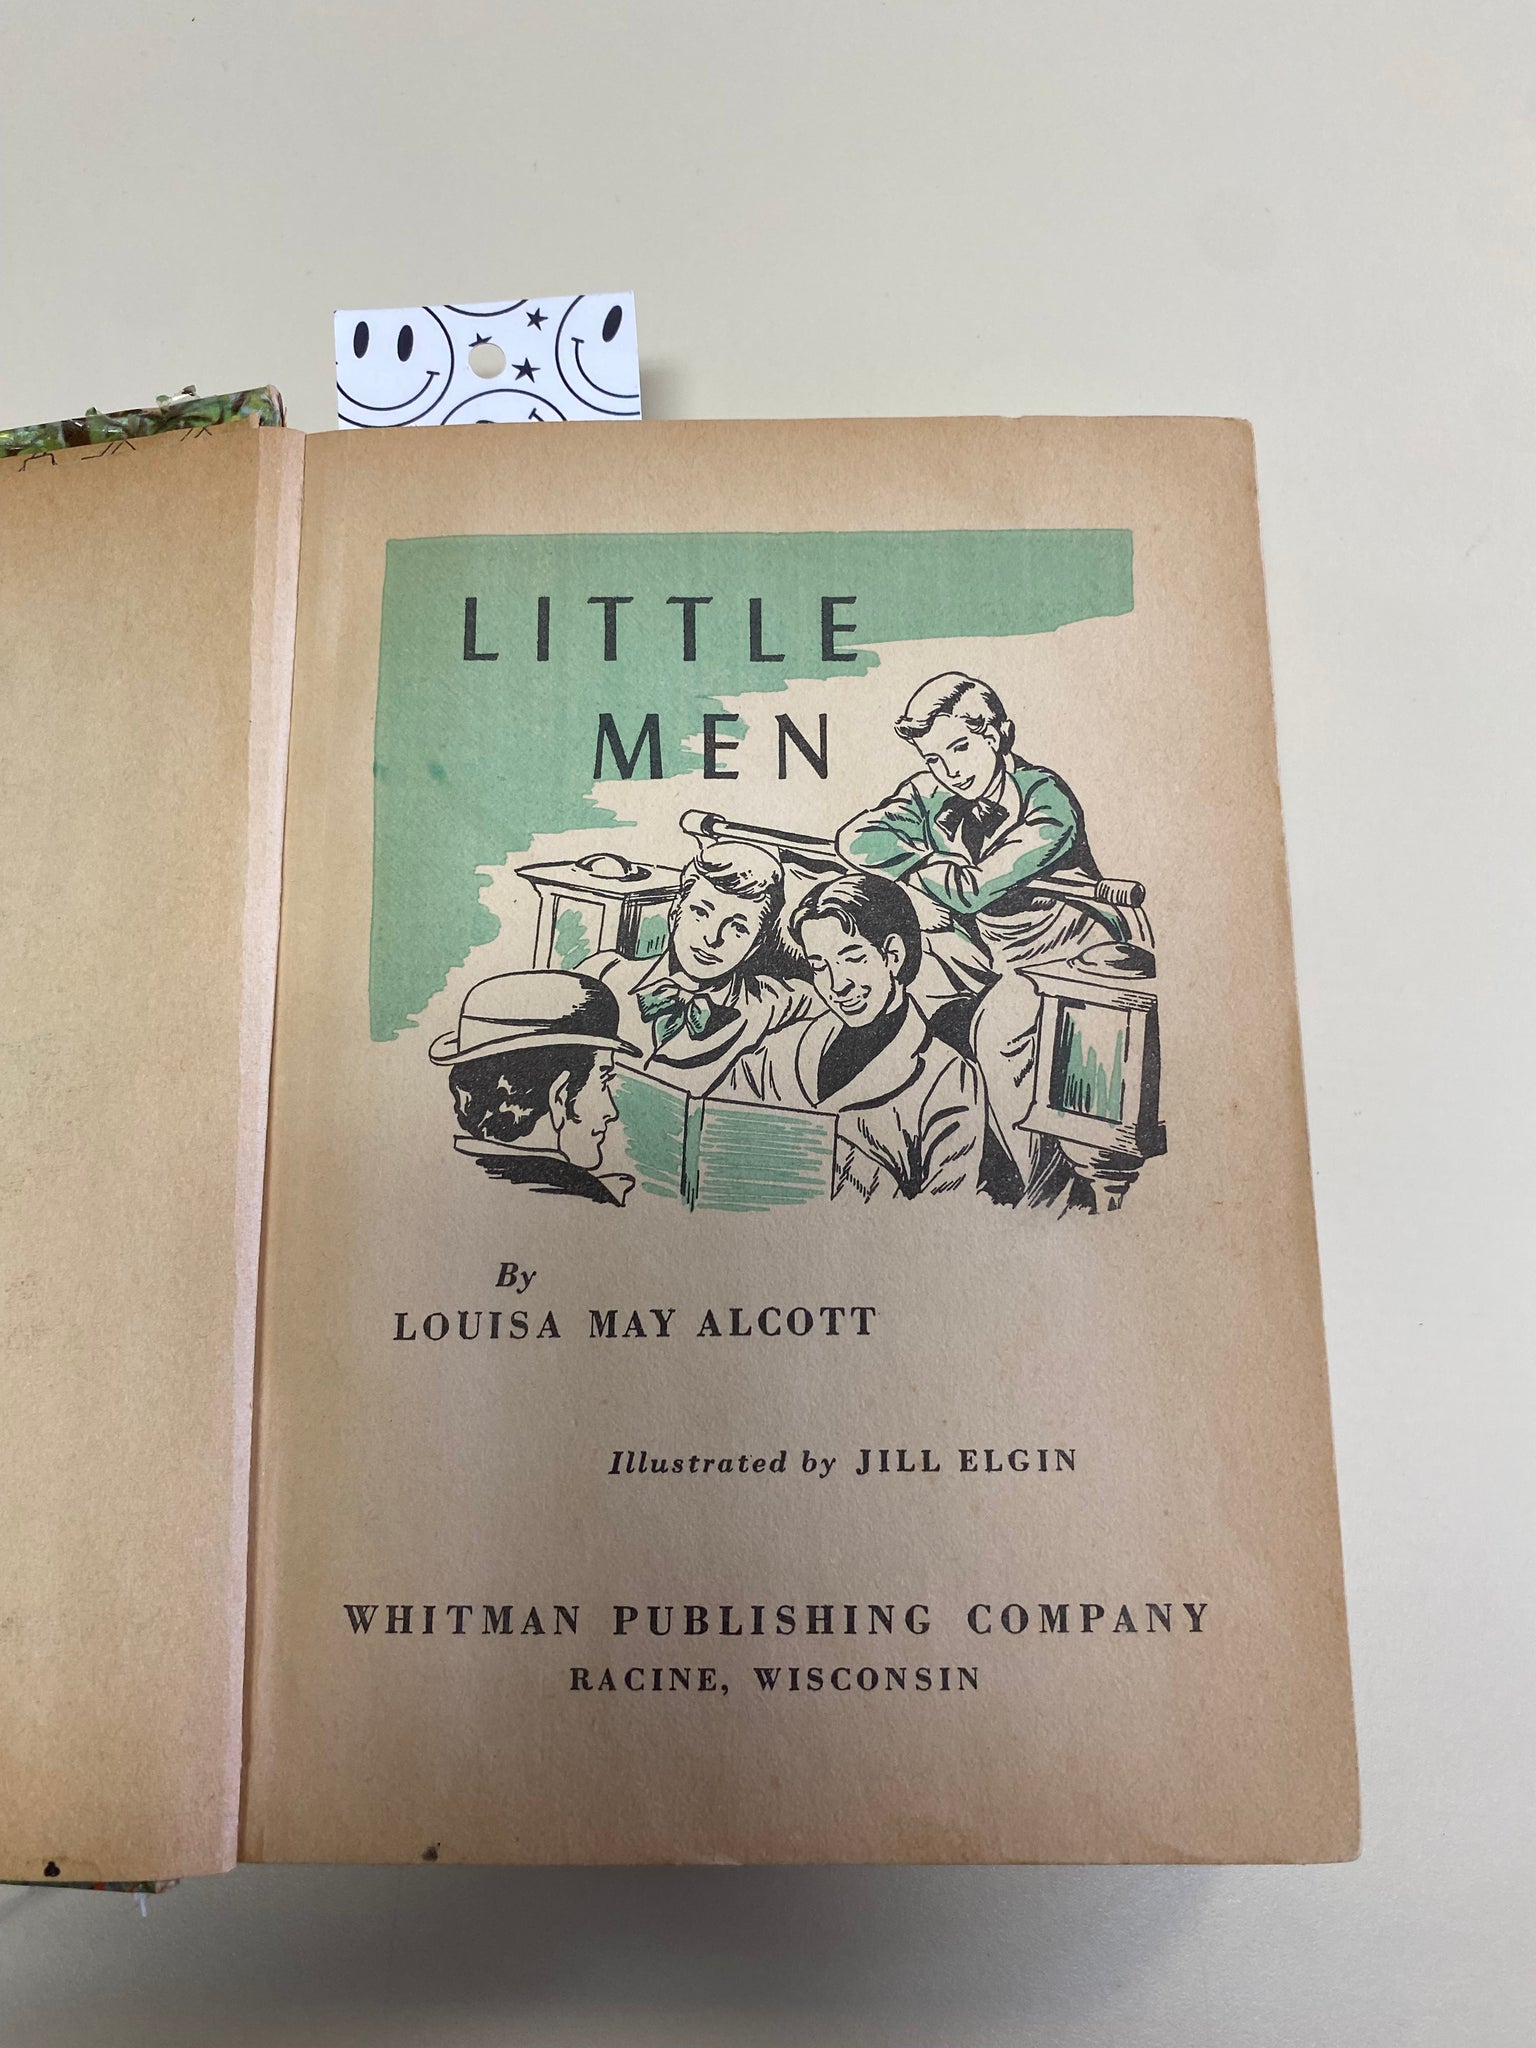 LITTLE
MEN
By
LOUISA MAY ALCOTT
Illustrated by JILL ELGIN
WHITMAN PUBLISHING COMPANY
RACINE, WISCONSIN